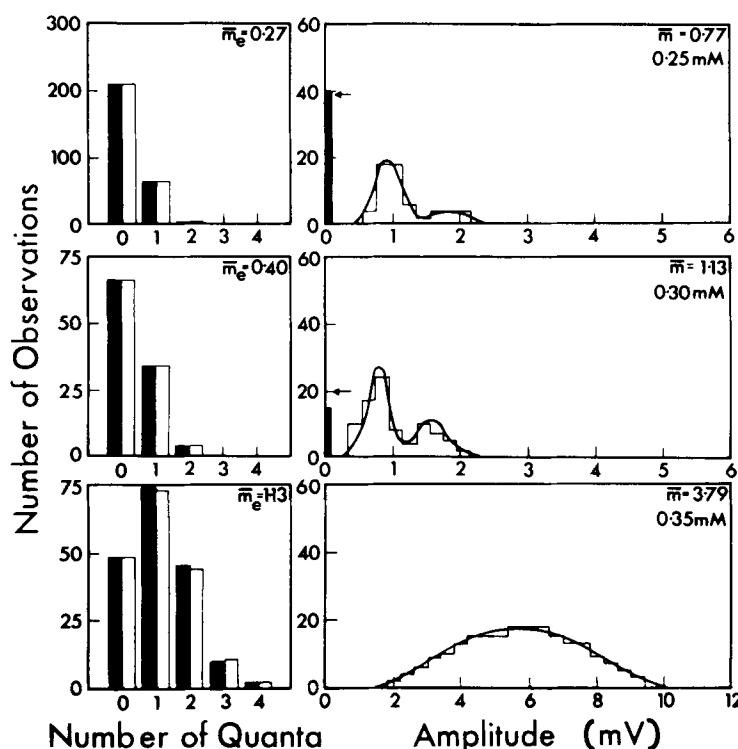 Number of Observations
300
200
100
0
0 1 2 3 4
m̅e=0·27
60
40
20
0
0 1 2 3 4 5 6
m̅ = 0·77
0·25mM
75
50
25
0
0 1 2 3 4
m̅e=0·40
60
40
20
0
0 1 2 3 4 5 6
m̅= 1·13
0·30mM
75
50
25
0
0 1 2 3 4
m̅e=1·13
60
40
20
0
0 2 4 6 8 10 12
m̅= 3·79
0·35mM
Number of Quanta
Amplitude (mV)